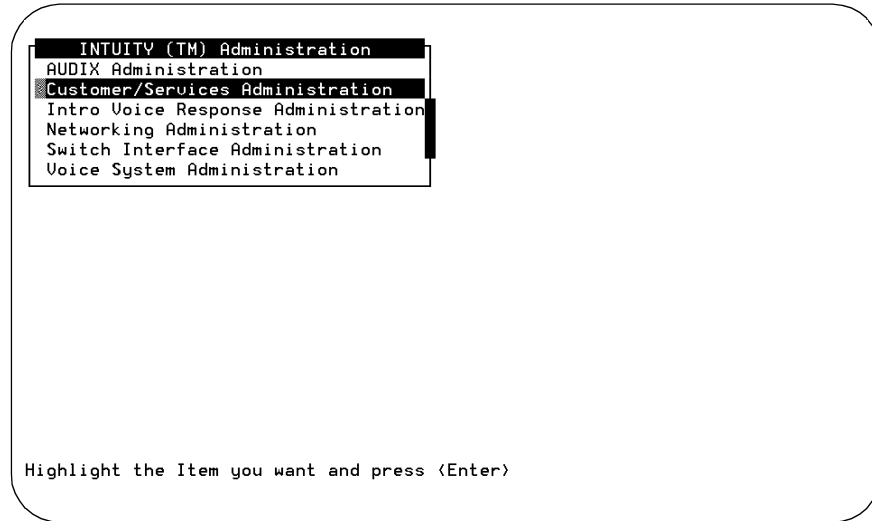 INTUITY (TM) Administration
AUDIX Administration
Customer/Services Administration
Intro Voice Response Administration
Networking Administration
Switch Interface Administration
Voice System Administration
Highlight the Item you want and press <Enter>